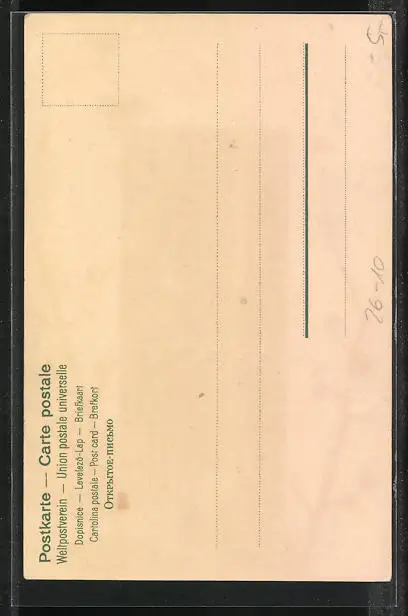 Postkarte — Carte postale
Weltpostverein — Union postale universelle
Dopisnice — Levelező-Lap — Briefkaart
Cartolina postale — Post card — Brefkort
Открытое-письмо
26-10